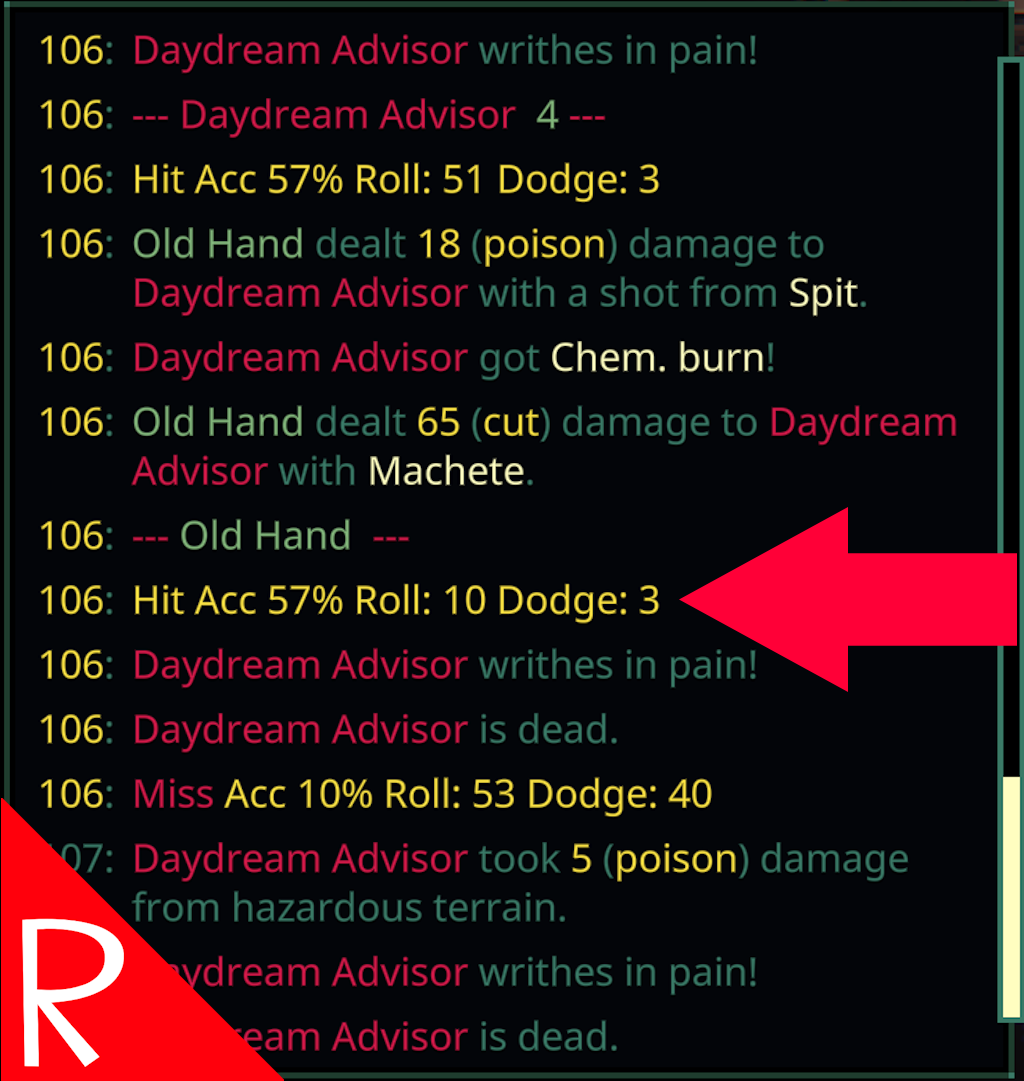 106: Daydream Advisor writhes in pain!
106: --- Daydream Advisor 4 ---
106: Hit Acc 57% Roll: 51 Dodge: 3
106: Old Hand dealt 18 (poison) damage to
Daydream Advisor with a shot from Spit.
106: Daydream Advisor got Chem. burn!
106: Old Hand dealt 65 (cut) damage to Daydream
Advisor with Machete.
106: --- Old Hand ---
106: Hit Acc 57% Roll: 10 Dodge: 3
106: Daydream Advisor writhes in pain!
106: Daydream Advisor is dead.
106: Miss Acc 10% Roll: 53 Dodge: 40
07: Daydream Advisor took 5 (poison) damage
from hazardous terrain.
aydream Advisor writhes in pain!
eam Advisor is dead.
R